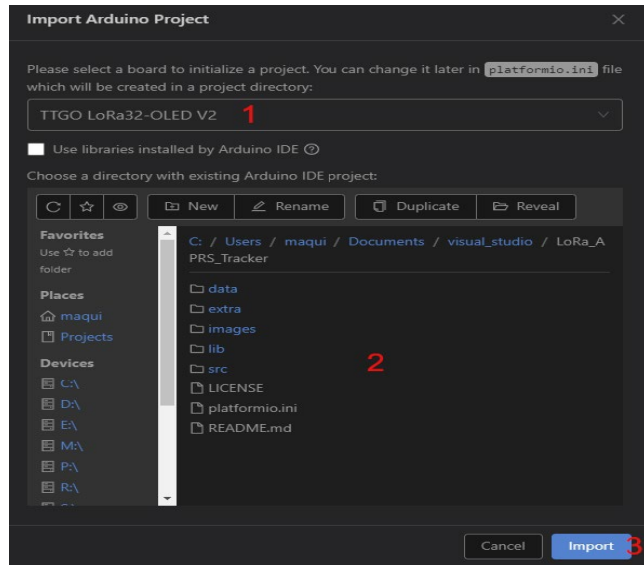 Import Arduino Project
Please select a board to initialize a project. You can change it later in platformio.ini file
which will be created in a project directory:
TTGO LoRa32-OLED V2 1
Use libraries installed by Arduino IDE
Choose a directory with existing Arduino IDE project:
New Rename Duplicate Reveal
Favorites
Use ☆ to add
folder
Places
maqui
Projects
Devices
C:\
D:\
E:\
M:\
P:\
R:\
C: / Users / maqui / Documents / visual_studio / LoRa_A
PRS_Tracker
data
extra
images
lib
src
2
LICENSE
platformio.ini
README.md
Cancel Import 3